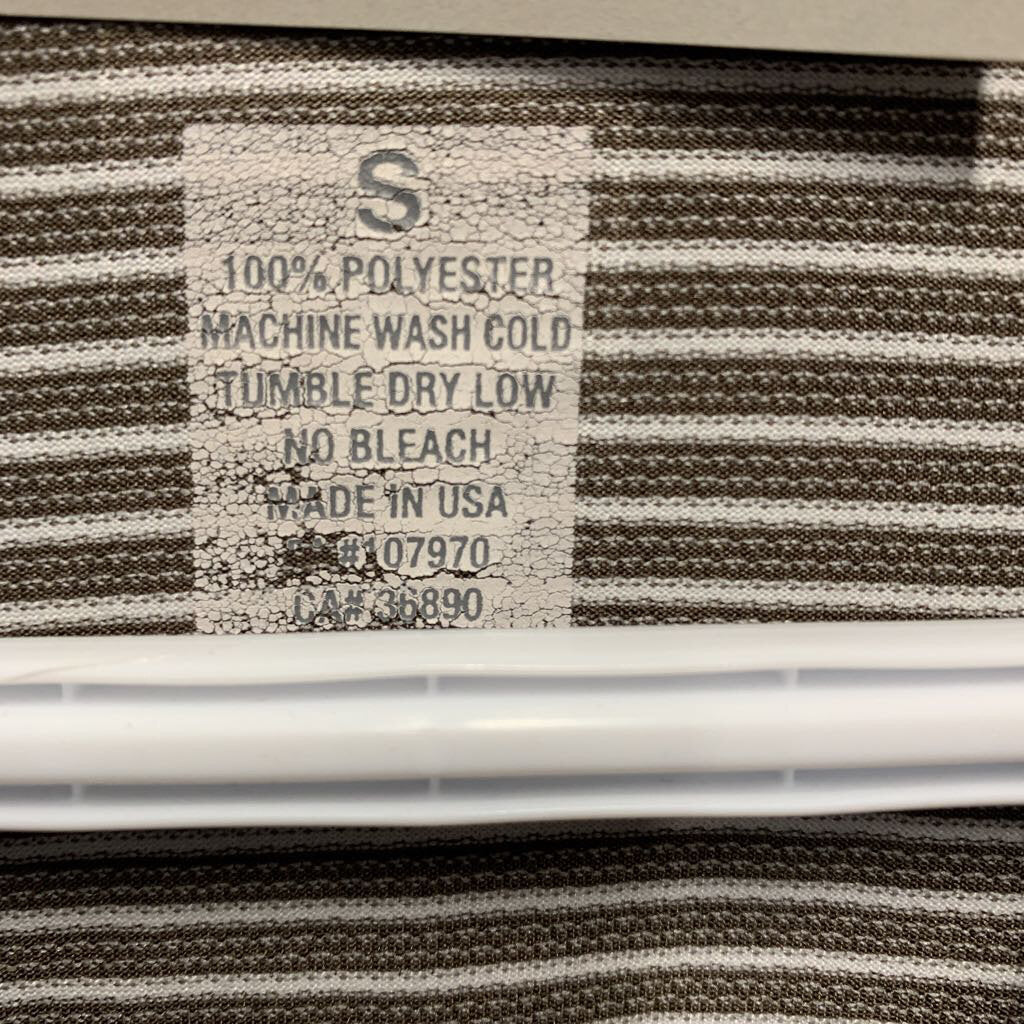 S
100% POLYESTER
MACHINE WASH COLD
TUMBLE DRY LOW
NO BLEACH
MADE IN USA
#107970
CA# 36890